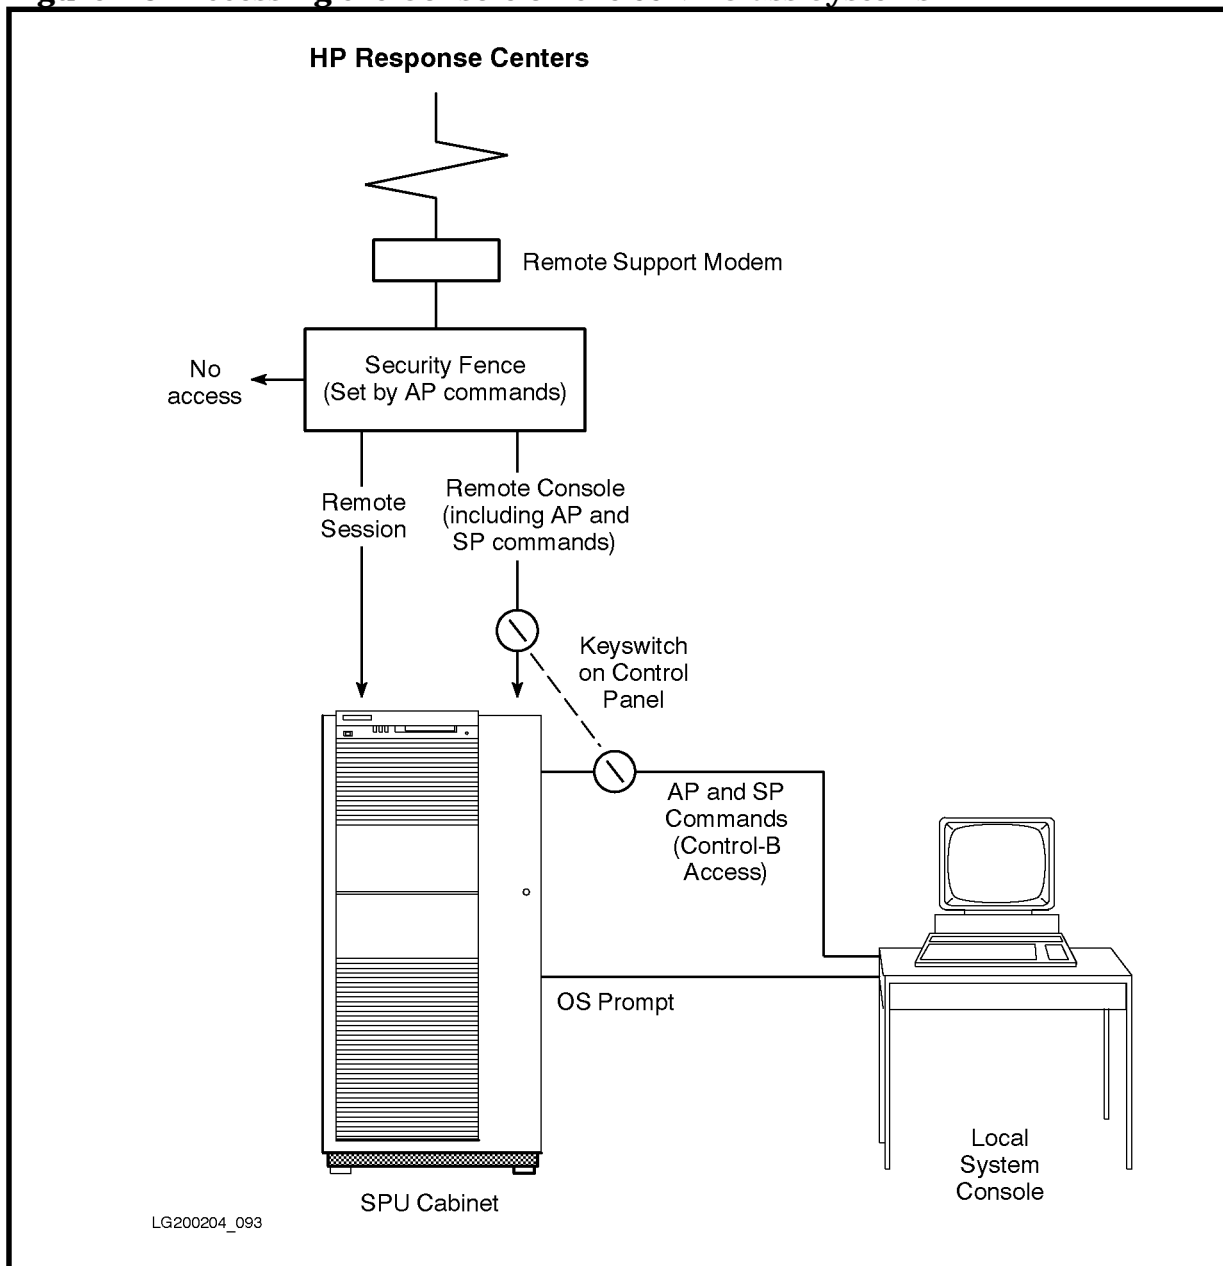 HP Response Centers
Remote Support Modem
Security Fence
(Set by AP commands)
No
access
Remote
Session
Remote Console
(including AP and
SP commands)
Keyswitch
on Control
Panel
AP and SP
Commands
(Control-B
Access)
OS Prompt
Local
System
Console
SPU Cabinet
LG200204_093